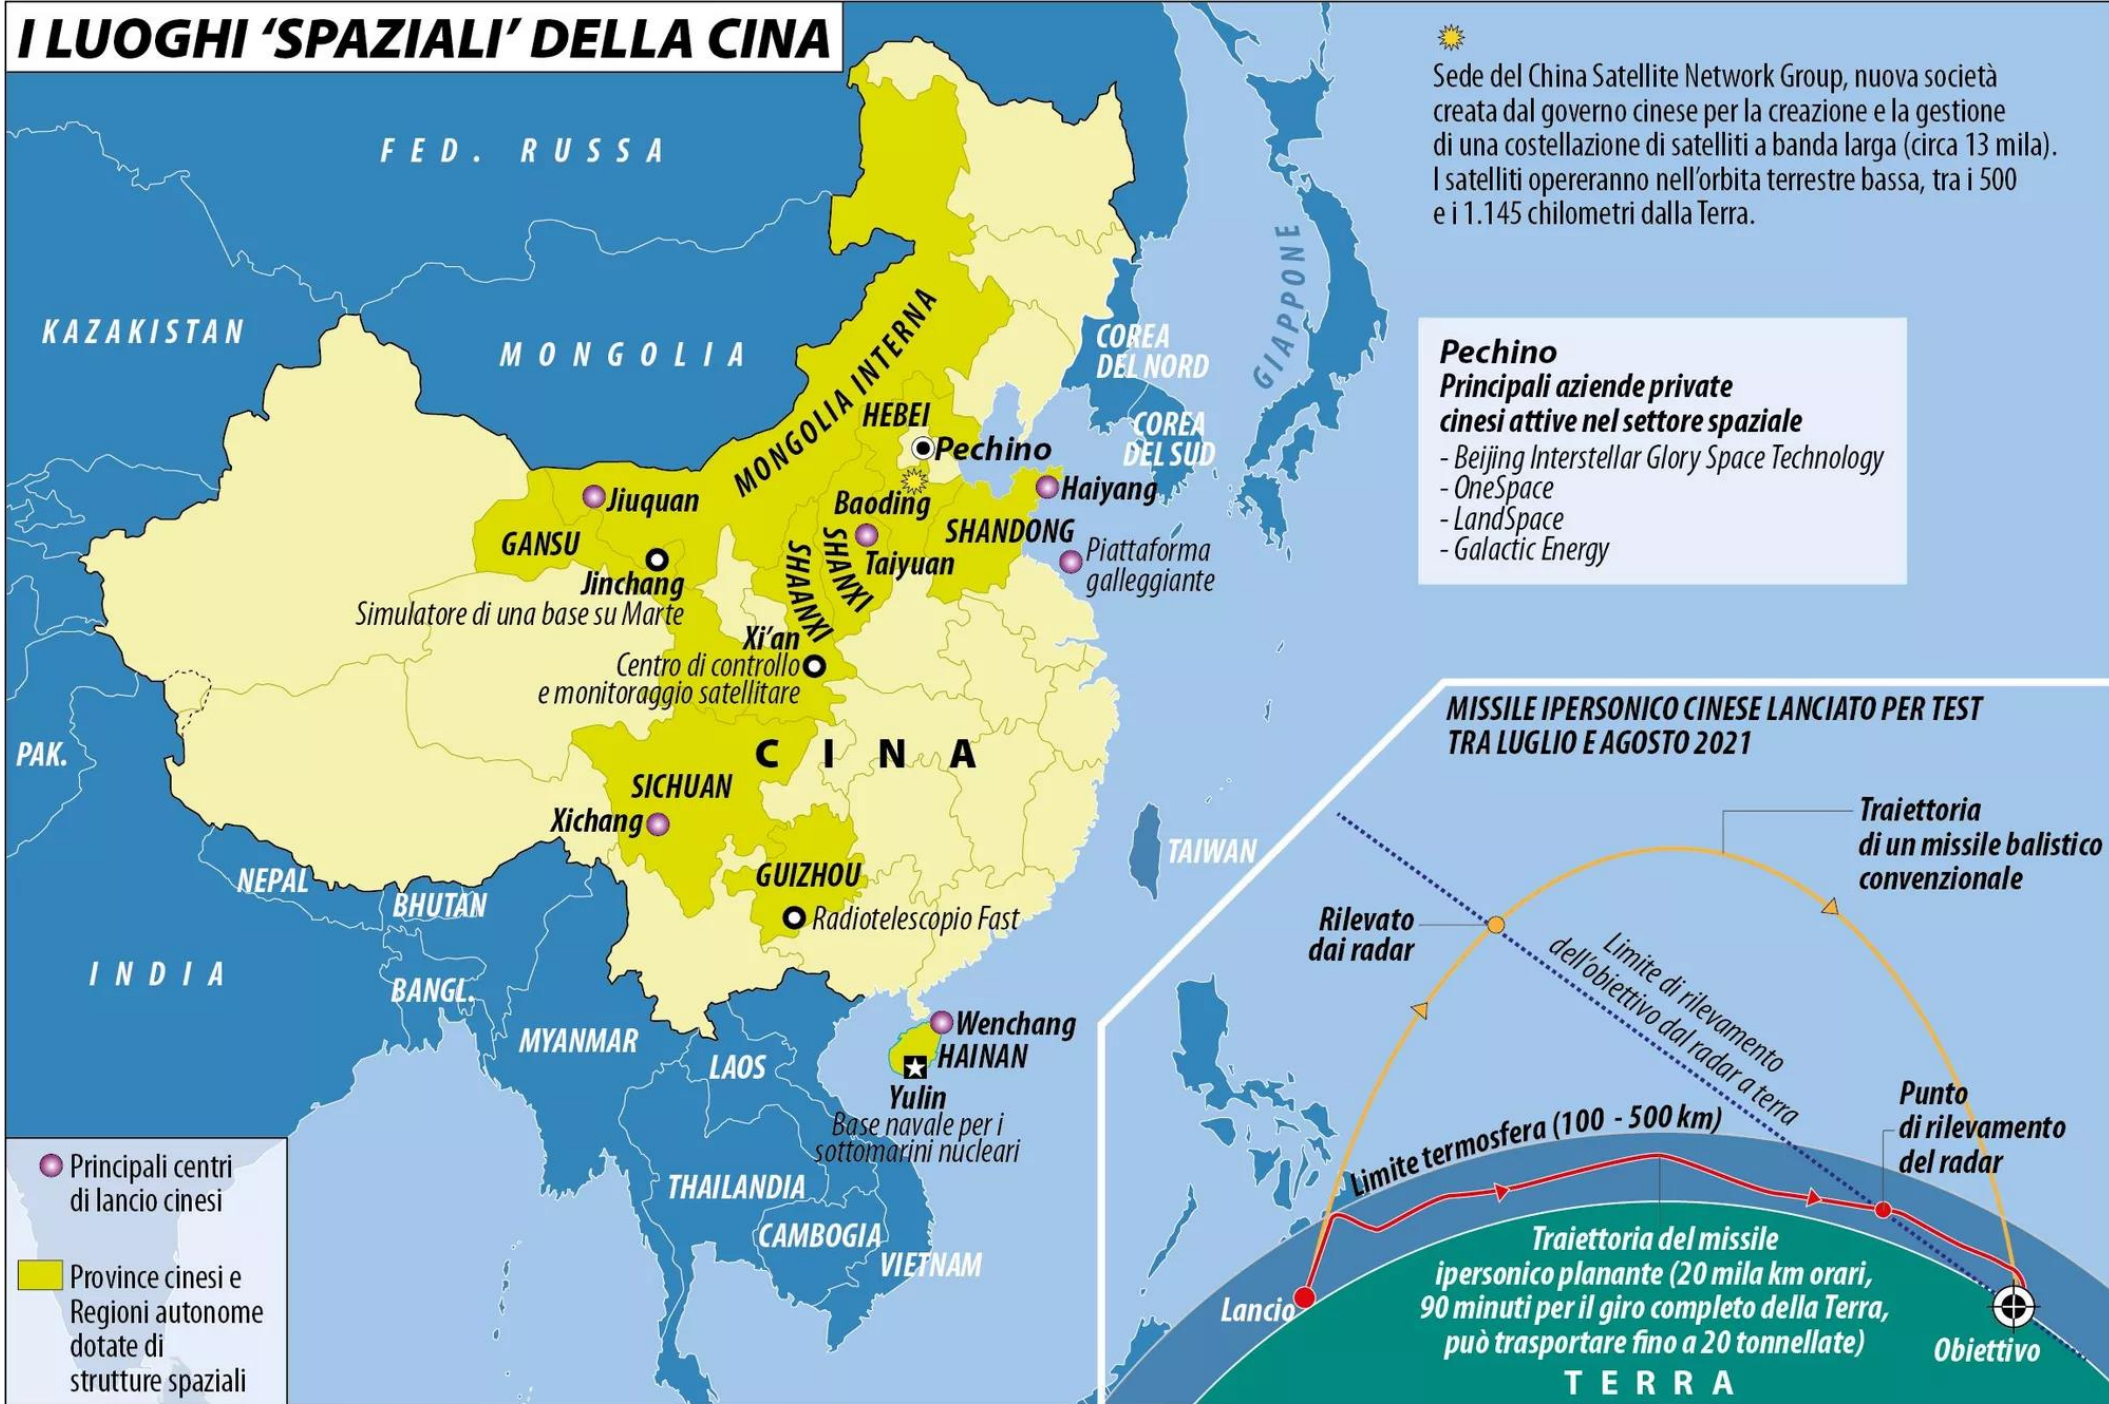 I LUOGHI 'SPAZIALI' DELLA CINA
Sede del China Satellite Network Group, nuova società
creata dal governo cinese per la creazione e la gestione
di una costellazione di satelliti a banda larga (circa 13 mila).
I satelliti opereranno nell'orbita terrestre bassa, tra i 500
e i 1.145 chilometri dalla Terra.
Pechino
Principali aziende private
cinesi attive nel settore spaziale
- Beijing Interstellar Glory Space Technology
- OneSpace
- LandSpace
- Galactic Energy
FED. RUSSA
KAZAKISTAN
MONGOLIA
COREA
DEL NORD
COREA
DEL SUD
GIAPPONE
MONGOLIA INTERNA
HEBEI
Pechino
Baoding
Haiyang
Jiuquan
GANSU
SHANDONG
SHANXI
Taiyuan
SHAANXI
Piattaforma
galleggiante
Jinchang
Simulatore di una base su Marte
Xi'an
Centro di controllo
e monitoraggio satellitare
PAK.
CINA
SICHUAN
Xichang
GUIZHOU
Radiotelescopio Fast
TAIWAN
NEPAL
BHUTAN
INDIA
BANGL.
MYANMAR
LAOS
Wenchang
HAINAN
Yulin
Base navale per i
sottomarini nucleari
THAILANDIA
CAMBOGIA
VIETNAM
Principali centri
di lancio cinesi
Province cinesi e
Regioni autonome
dotate di
strutture spaziali
MISSILE IPERSONICO CINESE LANCIATO PER TEST
TRA LUGLIO E AGOSTO 2021
Traiettoria
di un missile balistico
convenzionale
Rilevato
dai radar
Limite di rilevamento
dell'obiettivo dal radar a terra
Punto
di rilevamento
del radar
Limite termosfera (100 - 500 km)
Traiettoria del missile
ipersonico planante (20 mila km orari,
90 minuti per il giro completo della Terra,
può trasportare fino a 20 tonnellate)
Lancio
Obiettivo
TERRA